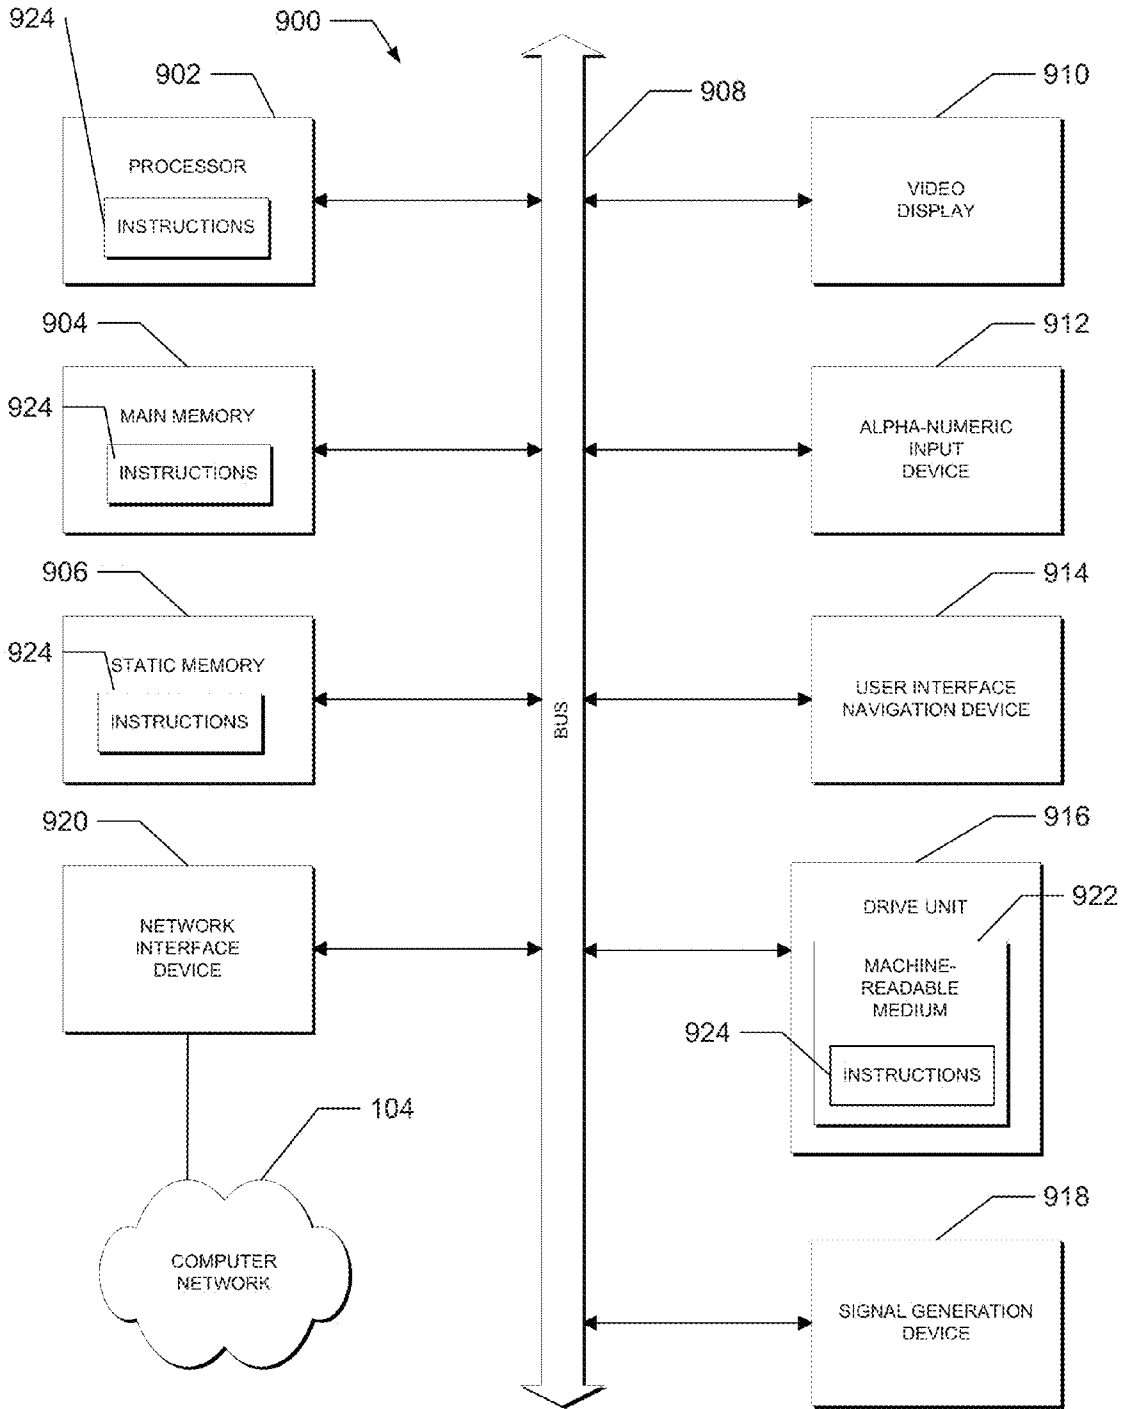 924
900
902
908
910
PROCESSOR
INSTRUCTIONS
VIDEO
DISPLAY
904
912
924
MAIN MEMORY
INSTRUCTIONS
ALPHA-NUMERIC
INPUT
DEVICE
906
914
924
STATIC MEMORY
INSTRUCTIONS
BUS
USER INTERFACE
NAVIGATION DEVICE
920
916
922
NETWORK
INTERFACE
DEVICE
DRIVE UNIT
MACHINE-
READABLE
MEDIUM
924
INSTRUCTIONS
104
COMPUTER
NETWORK
918
SIGNAL GENERATION
DEVICE